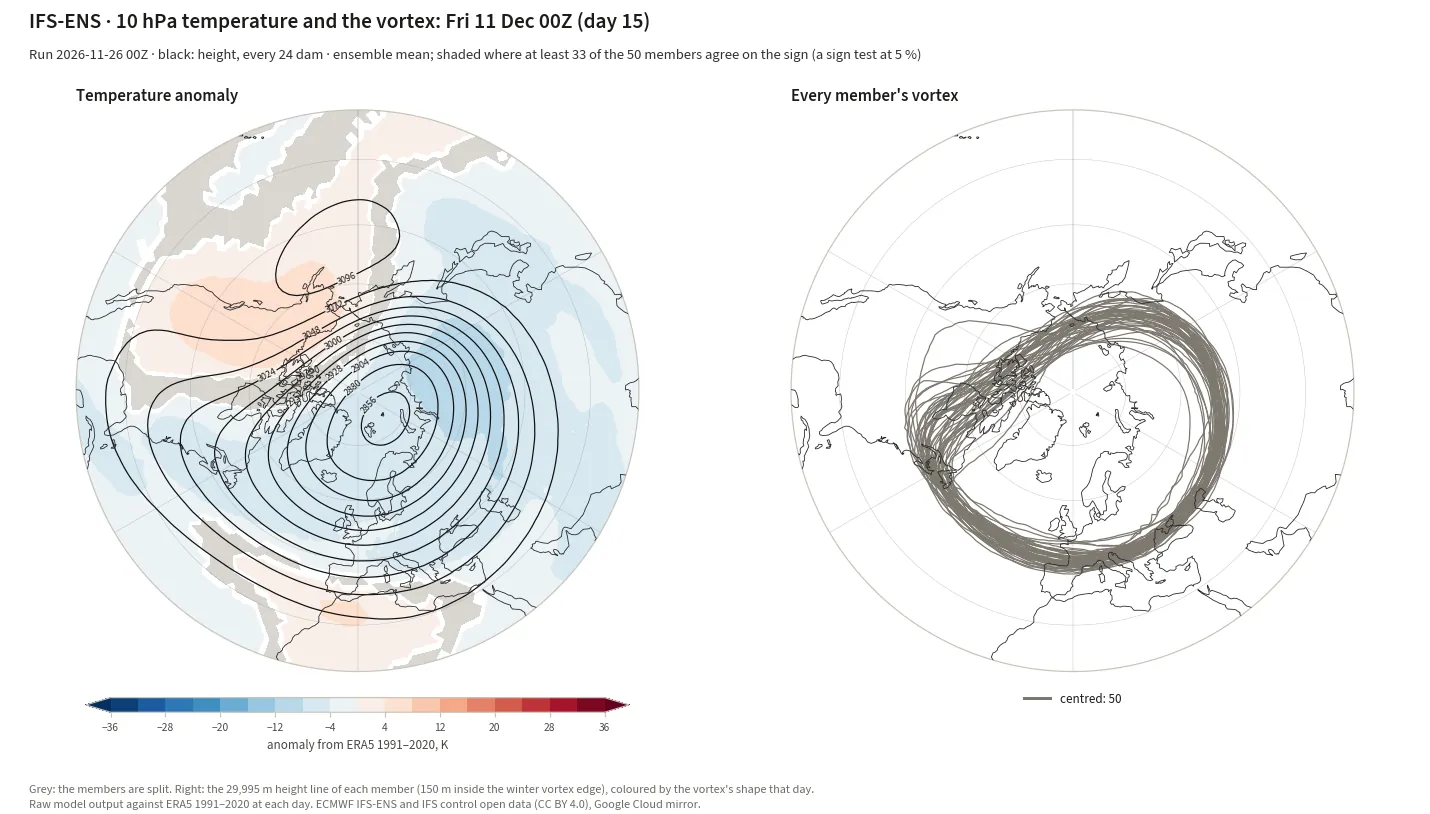 IFS-ENS · 10 hPa temperature and the vortex: Fri 11 Dec 00Z (day 15)
Run 2026-11-26 00Z · black: height, every 24 dam · ensemble mean; shaded where at least 33 of the 50 members agree on the sign (a sign test at 5 %)
Temperature anomaly
Every member's vortex
3096
3048
3000
3024
2928
2904
2880
2856
centred: 50
−36 −28 −20 −12 −4 4 12 20 28 36
anomaly from ERA5 1991–2020, K
Grey: the members are split. Right: the 29,995 m height line of each member (150 m inside the winter vortex edge), coloured by the vortex's shape that day.
Raw model output against ERA5 1991–2020 at each day. ECMWF IFS-ENS and IFS control open data (CC BY 4.0), Google Cloud mirror.